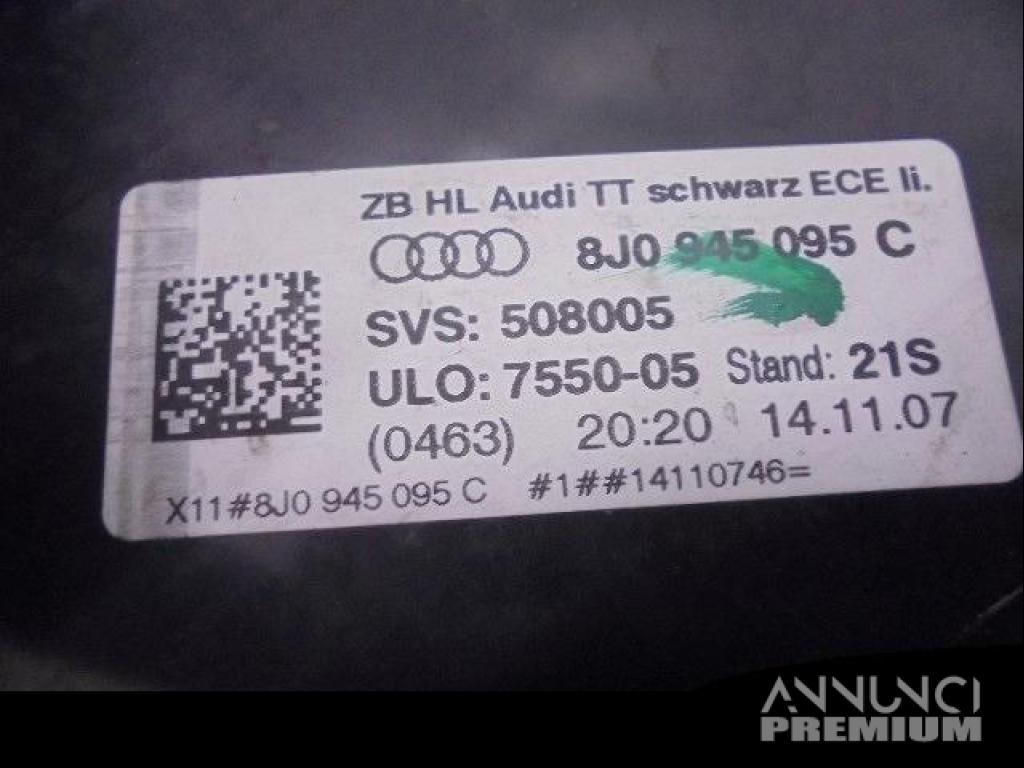 ZB HL Audi TT schwarz ECE li.
8J0 945 095 C
SVS: 508005
ULO: 7550-05 Stand: 21S
(0463) 20:20 14.11.07
X11#8J0 945 095 C #1##14110746=
ANNUNCI
PREMIUM